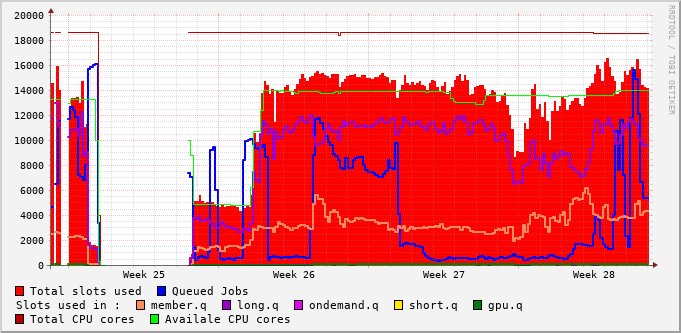 20000
18000
16000
14000
12000
10000
8000
6000
4000
2000
0
Week 25 Week 26 Week 27 Week 28
Total slots used Queued Jobs
Slots used in : member.q long.q ondemand.q short.q gpu.q
Total CPU cores Availale CPU cores
RRDTOOL / TOBI OETIKER